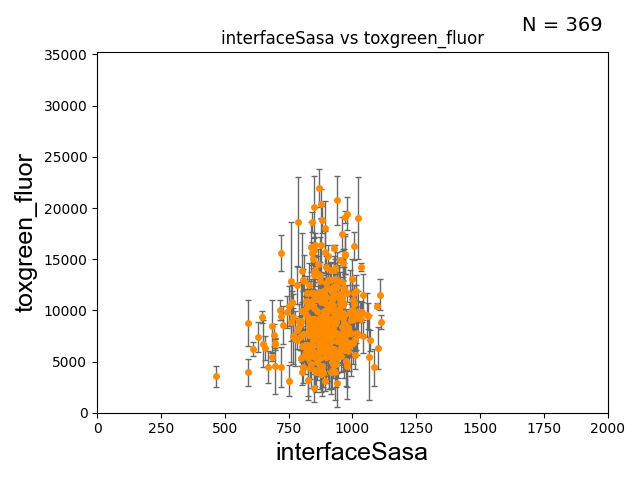 N = 369
interfaceSasa vs toxgreen_fluor
35000
30000
25000
20000
15000
10000
5000
0
toxgreen_fluor
0 250 500 750 1000 1250 1500 1750 2000
interfaceSasa